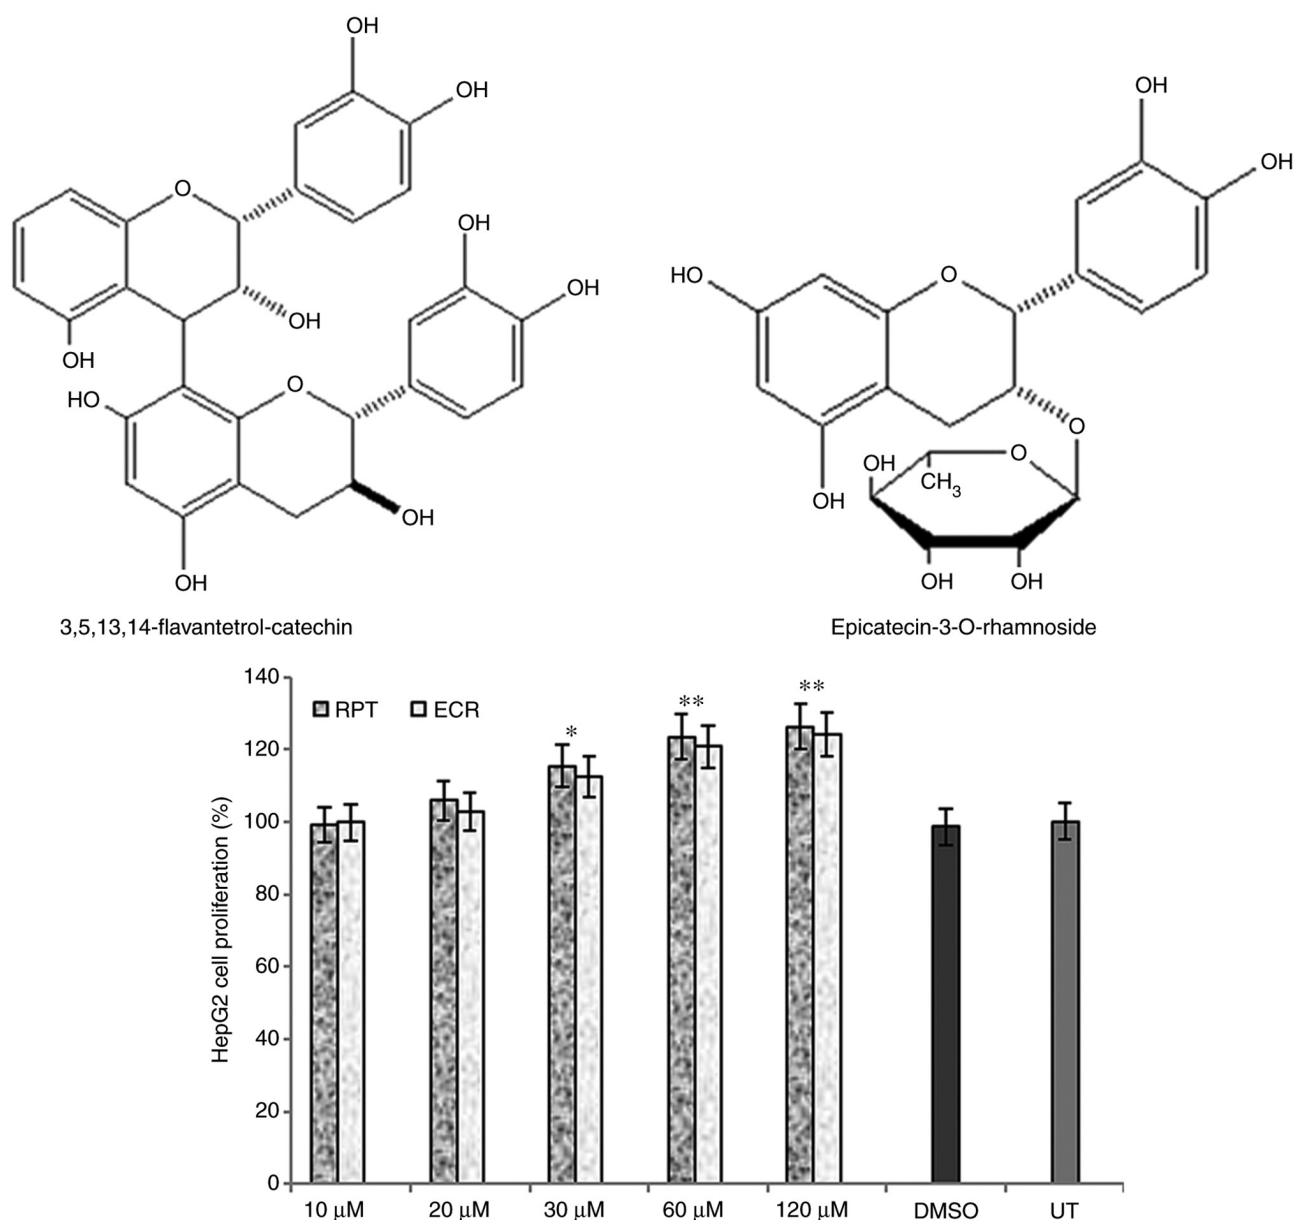 OH
OH
O
OH
OH
OH
OH
HO
O
OH
OH
3,5,13,14-flavantetrol-catechin
OH
OH
HO
O
O
OH
OH
O
CH3
OH
OH
Epicatecin-3-O-rhamnoside
HepG2 cell proliferation (%)
140
120
100
80
60
40
20
0
RPT
ECR
*
**
**
10 μM
20 μM
30 μM
60 μM
120 μM
DMSO
UT